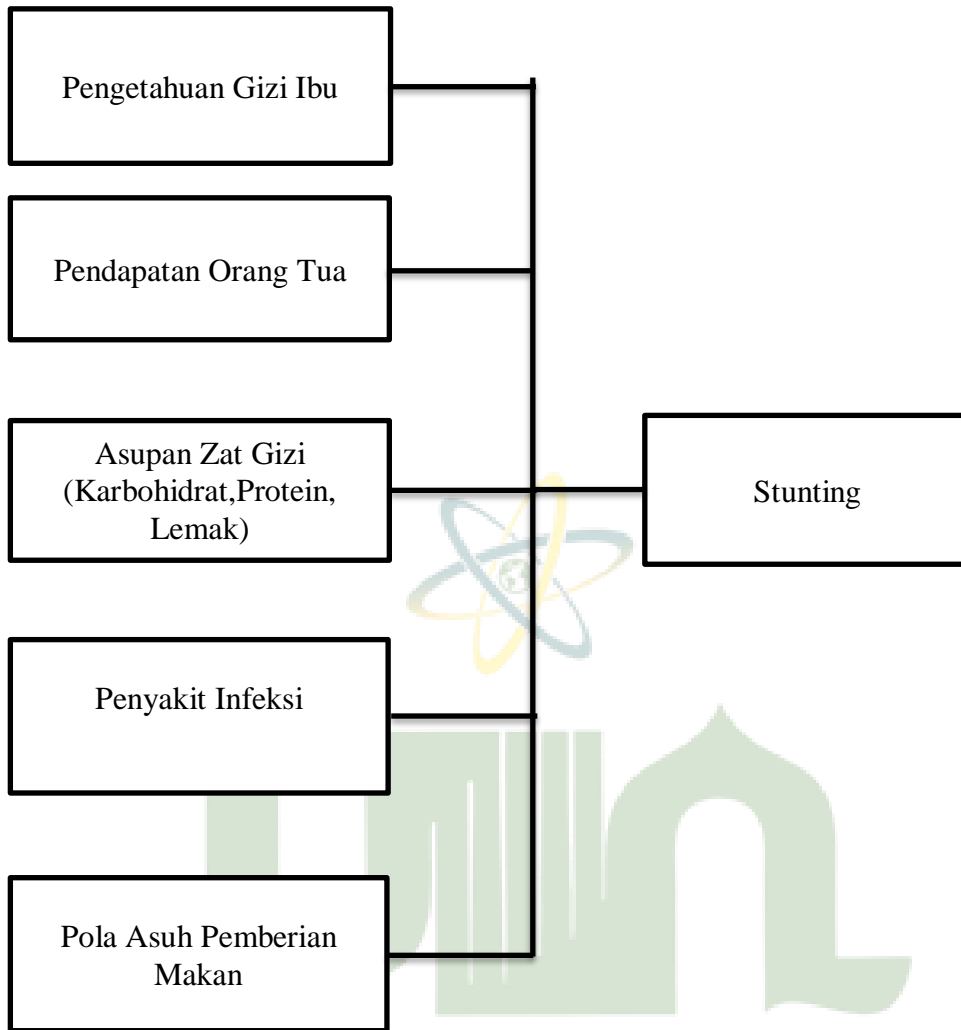 Pengetahuan Gizi Ibu
Pendapatan Orang Tua
Asupan Zat Gizi
(Karbohidrat,Protein,
Lemak)
Stunting
Penyakit Infeksi
Pola Asuh Pemberian
Makan